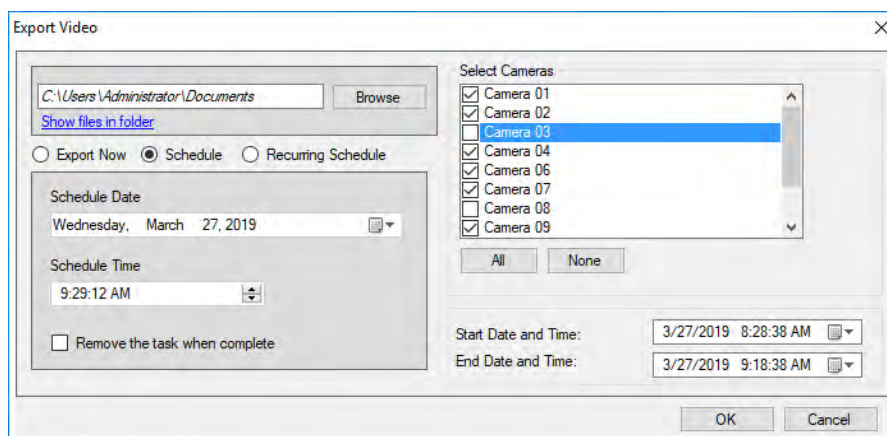 Export Video
C:\Users\Administrator\Documents
Browse
Show files in folder
Export Now
Schedule
Recurring Schedule
Schedule Date
Wednesday, March 27, 2019
Schedule Time
9:29:12 AM
Remove the task when complete
Select Cameras
Camera 01
Camera 02
Camera 03
Camera 04
Camera 06
Camera 07
Camera 08
Camera 09
All
None
Start Date and Time:
3/27/2019 8:28:38 AM
End Date and Time:
3/27/2019 9:18:38 AM
OK
Cancel